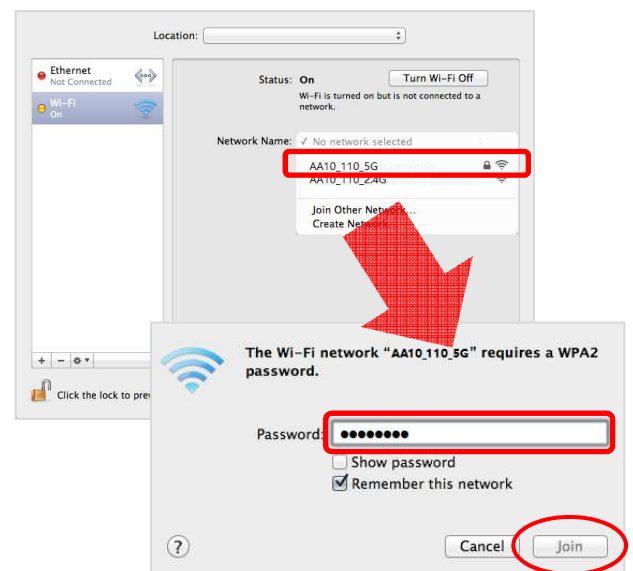 Location:
Ethernet
Not Connected
Wi-Fi
On
Status: On
Turn Wi-Fi Off
Wi-Fi is turned on but is not connected to a
network.
Network Name: ✓ No network selected
AA10_110_5G
AA10_110_2.4G
Join Other Network...
Create Network
+ -
Click the lock to prev
The Wi-Fi network “AA10_110_5G” requires a WPA2
password.
Password: ••••••••
Show password
Remember this network
? Cancel Join